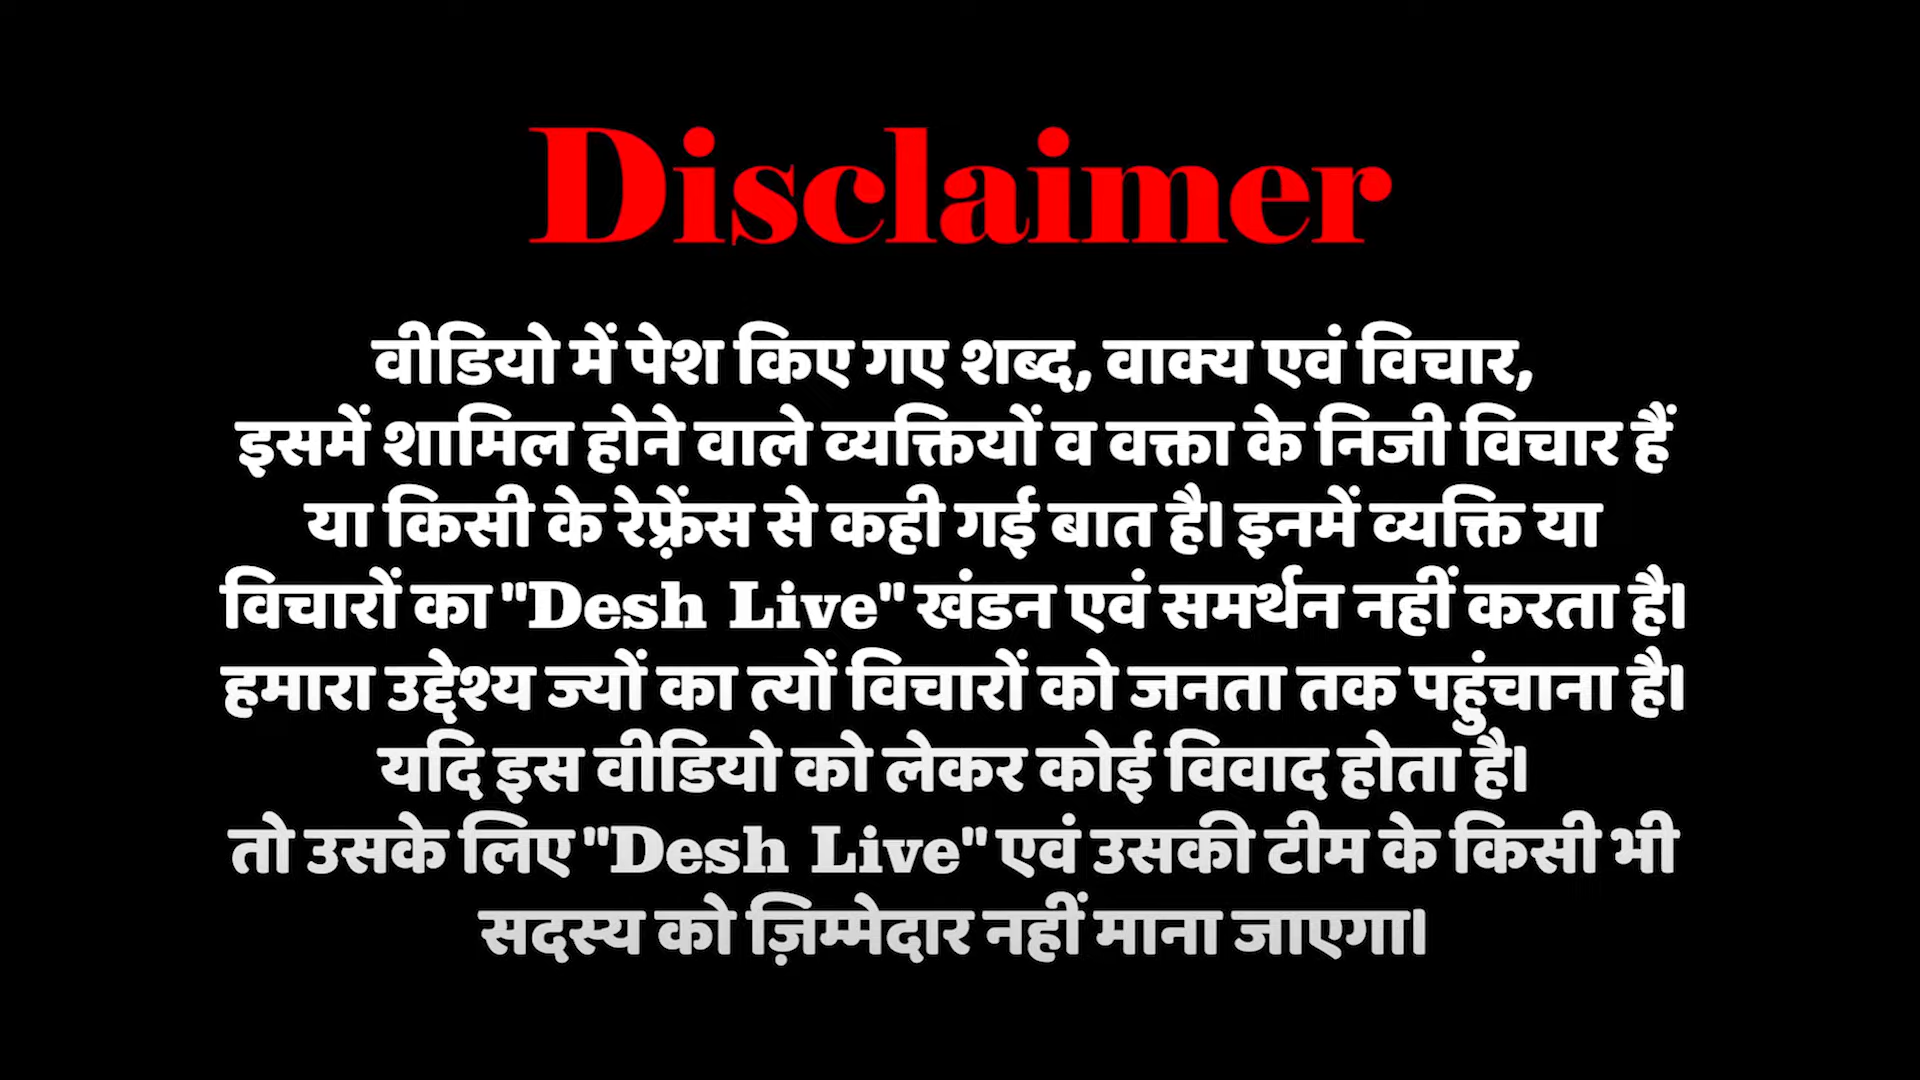 Disclaimer
वीडियो में पेश किए गए शब्द, वाक्य एवं विचार,
इसमें शामिल होने वाले व्यक्तियों व वक्ता के निजी विचार हैं
या किसी के रेफ़्रेंस से कही गई बात है। इनमें व्यक्ति या
विचारों का "Desh Live" खंडन एवं समर्थन नहीं करता है।
हमारा उद्देश्य ज्यों का त्यों विचारों को जनता तक पहुंचाना है।
यदि इस वीडियो को लेकर कोई विवाद होता है।
तो उसके लिए "Desh Live" एवं उसकी टीम के किसी भी
सदस्य को ज़िम्मेदार नहीं माना जाएगा।